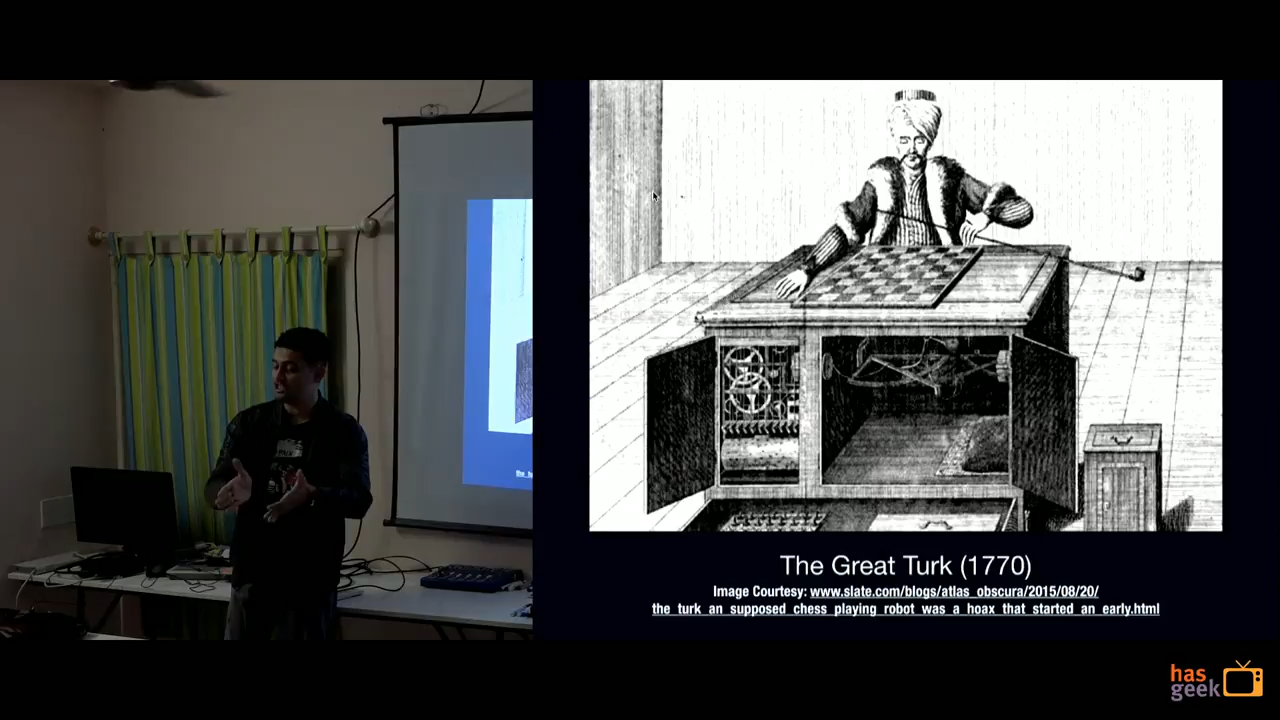 The Great Turk (1770)
Image Courtesy: www.slate.com/blogs/atlas_obscura/2015/08/20/
the_turk_an_supposed_chess_playing_robot_was_a_hoax_that_started_an_early.html
has
geek